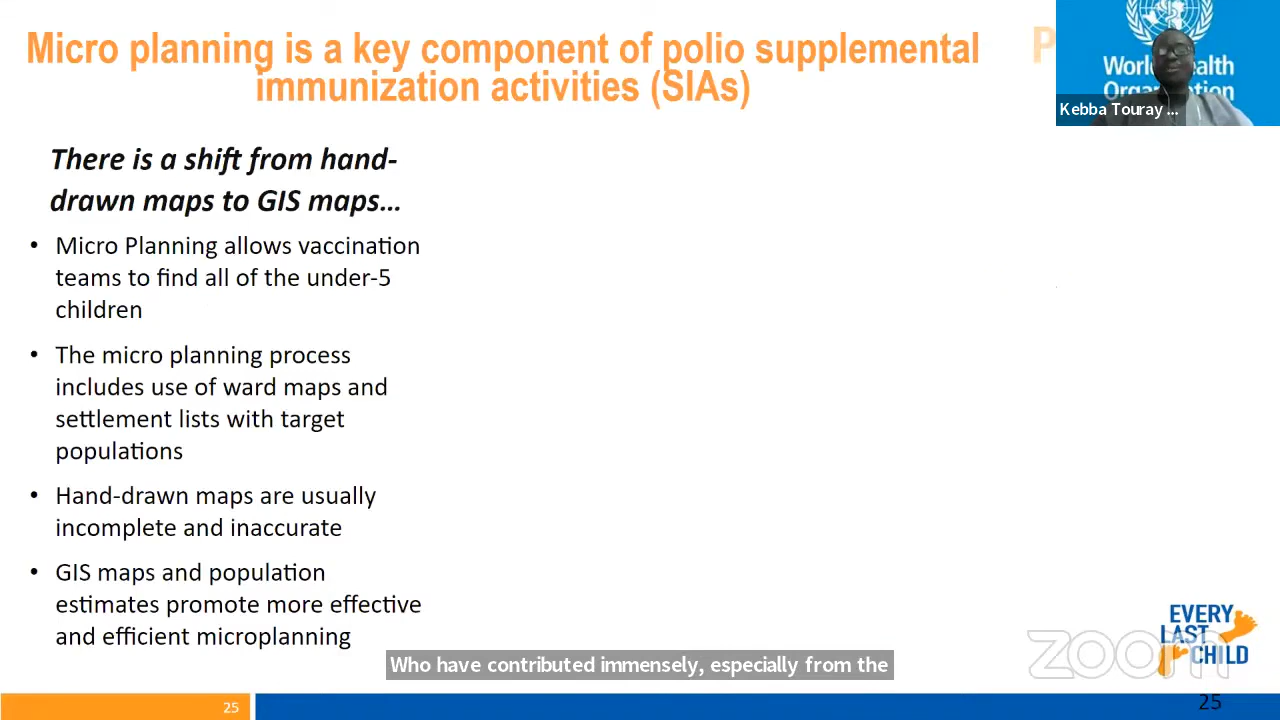 Micro planning is a key component of polio supplemental
immunization activities (SIAs)
P
World Health
Organization
Kebba Touray ...
There is a shift from hand-
drawn maps to GIS maps...
• Micro Planning allows vaccination
teams to find all of the under-5
children
• The micro planning process
includes use of ward maps and
settlement lists with target
populations
• Hand-drawn maps are usually
incomplete and inaccurate
• GIS maps and population
estimates promote more effective
and efficient microplanning
EVERY
LAST
CHILD
zoom
Who have contributed immensely, especially from the
25
25